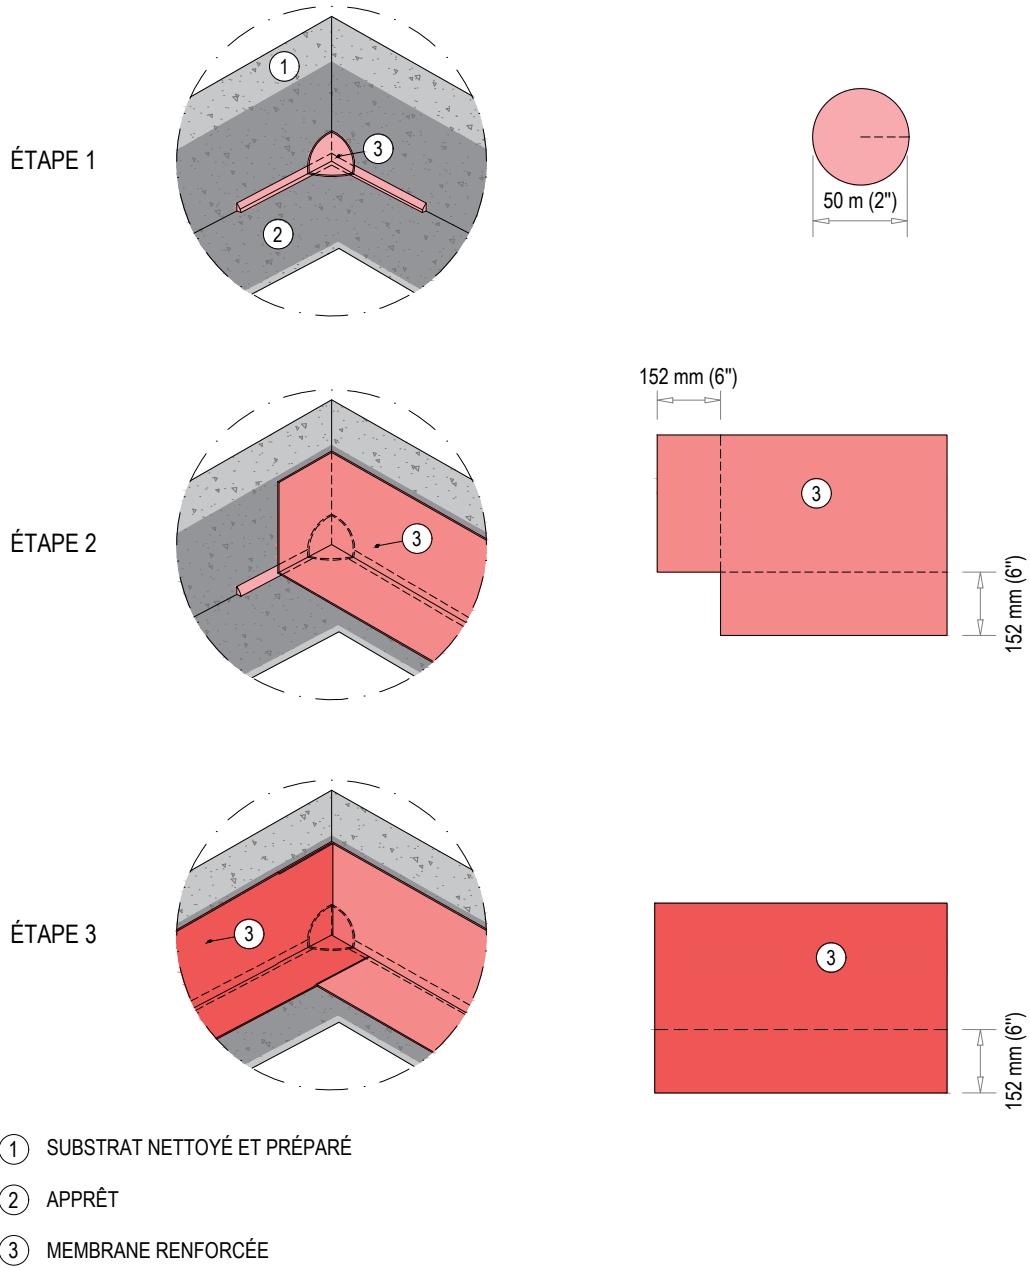 ÉTAPE 1
1
3
2
50 m (2")
ÉTAPE 2
3
152 mm (6")
3
152 mm (6")
ÉTAPE 3
3
3
152 mm (6")
1 SUBSTRAT NETTOYÉ ET PRÉPARÉ
2 APPRÊT
3 MEMBRANE RENFORCÉE